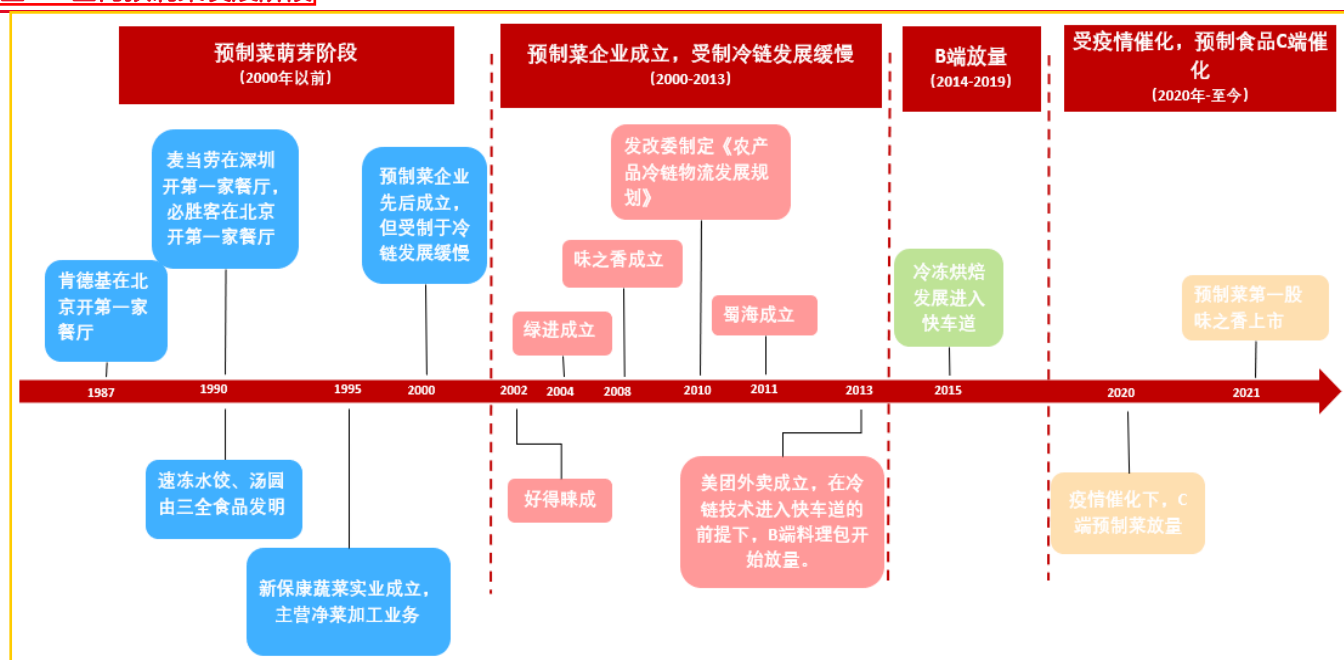 预制菜萌芽阶段
（2000年以前）
预制菜企业成立，受制冷链发展缓慢
（2000-2013）
B端放量
（2014-2019）
受疫情催化，预制食品C端催
化
（2020年-至今）
麦当劳在深圳
开第一家餐厅，
必胜客在北京
开第一家餐厅
预制菜企业
先后成立，
但受制于冷
链发展缓慢
发改委制定《农产
品冷链物流发展规
划》
肯德基在北
京开第一家
餐厅
味之香成立
绿进成立
蜀海成立
冷冻烘焙
发展进入
快车道
预制菜第一股
味之香上市
1987
1990
1995
2000
2002
2004
2008
2010
2011
2013
2015
2020
2021
速冻水饺、汤圆
由三全食品发明
好得睐成
美团外卖成立，在冷
链技术进入快车道的
前提下，B端料理包开
始放量。
疫情催化下，C
端预制菜放量
新保康蔬菜实业成立，
主营净菜加工业务